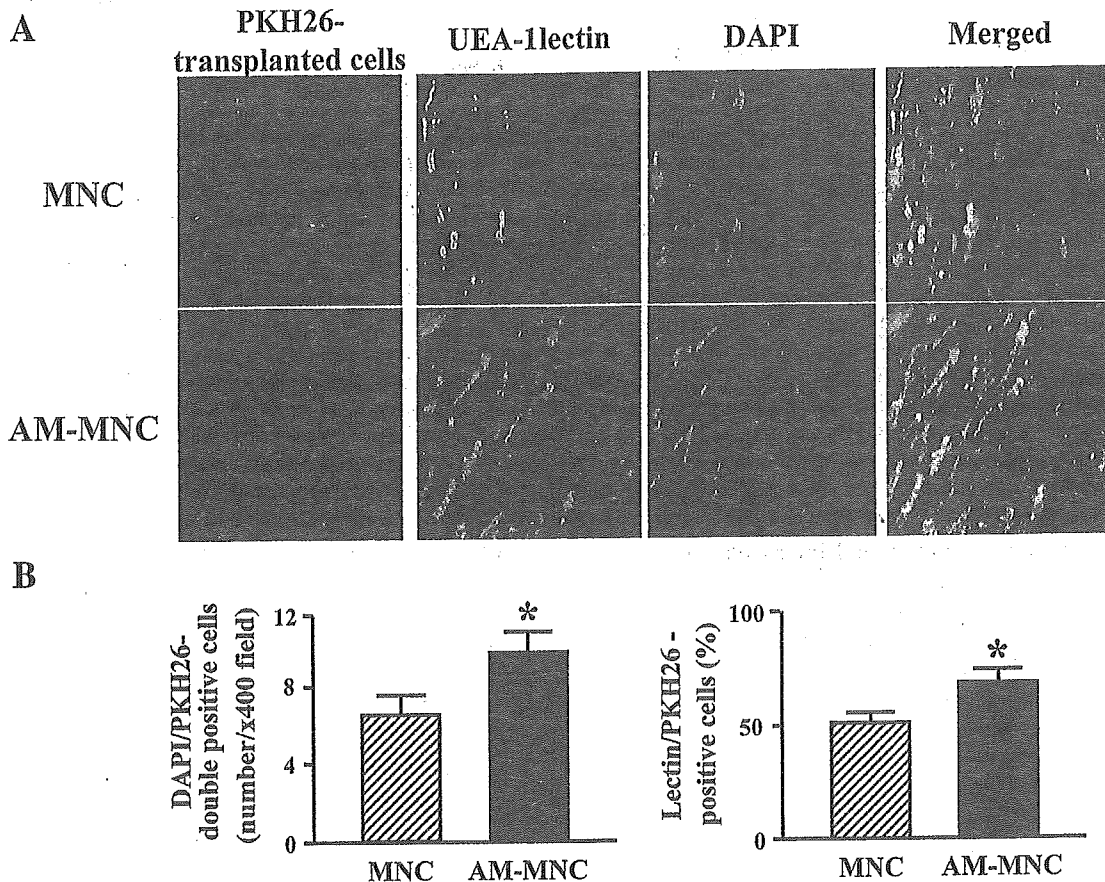 A
PKH26-
transplanted cells
UEA-1lectin
DAPI
Merged
MNC
AM-MNC
B
DAPI/PKH26-
double positive cells
(number/x400 field)
12
8
4
0
*
MNC
AM-MNC
Lectin/PKH26 -
positive cells (%)
100
50
0
*
MNC
AM-MNC